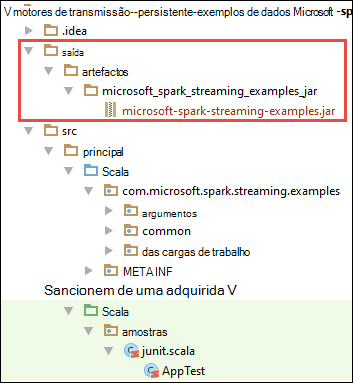 V motores de transmissão--persistente-exemplos de dados Microsoft -sp
.idea
saída
artefactos
microsoft_spark_streaming_examples_jar
microsoft-spark-streaming-examples.jar
src
principal
Scala
com.microsoft.spark.streaming.examples
argumentos
common
das cargas de trabalho
META INF
Sancionem de uma adquirida V
Scala
amostras
junit.scala
AppTest